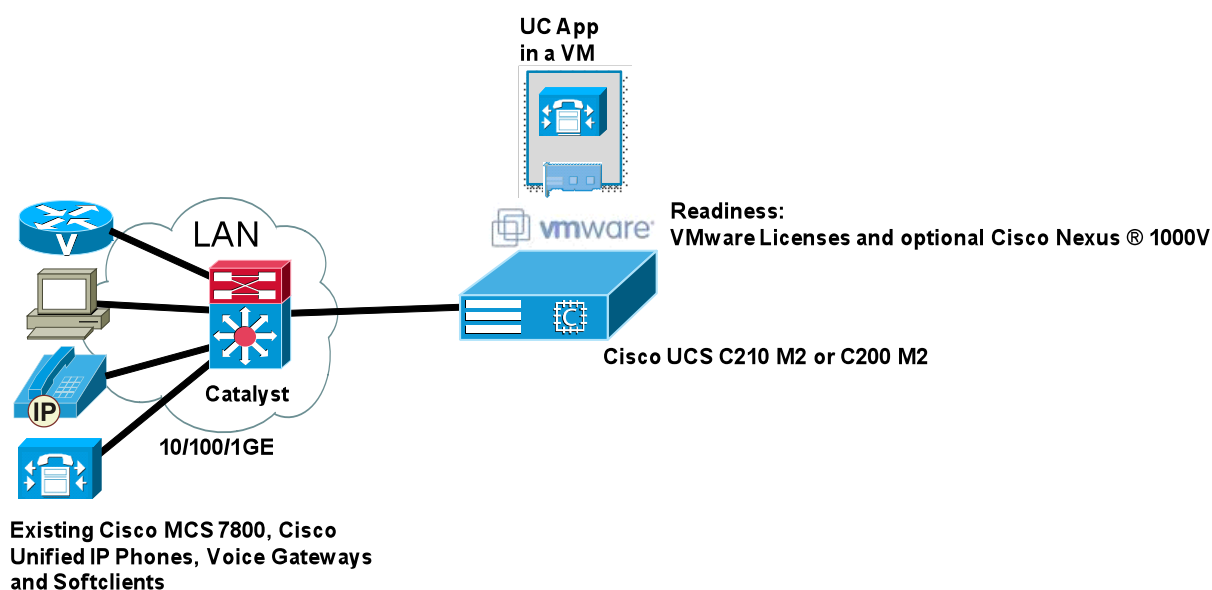 UC App
in a VM
vmware
Readiness:
VMware Licenses and optional Cisco Nexus ® 1000V
LAN
V
C
Cisco UCS C210 M2 or C200 M2
IP
Catalyst
10/100/1GE
Existing Cisco MCS 7800, Cisco
Unified IP Phones, Voice Gateways
and Softclients